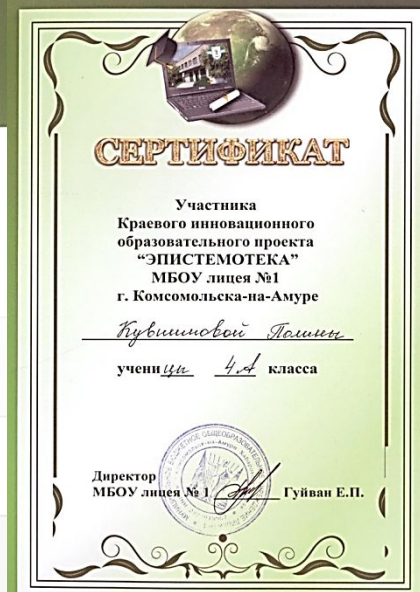 СЕРТИФИКАТ
Участника
Краевого инновационного
образовательного проекта
“ЭПИСТЕМОТЕКА”
МБОУ лицея №1
г. Комсомольска-на-Амуре
Полины
ученицы 4А класса
Директор
МБОУ лицея № 1 Гуйван Е.П.